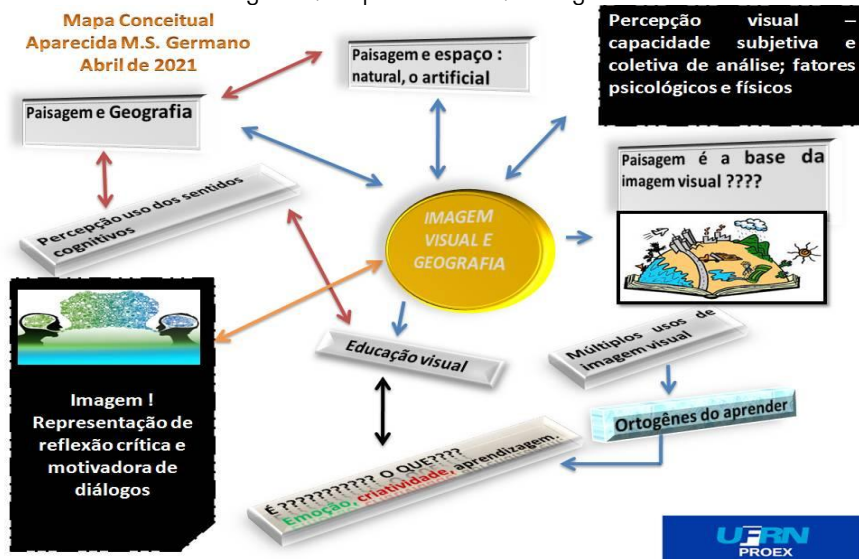 Mapa Conceitual
Aparecida M.S. Germano
Abril de 2021
Paisagem e espaço :
natural, o artificial
Percepção visual –
capacidade subjetiva e
coletiva de análise; fatores
psicológicos e físicos
Paisagem e Geografia
Paisagem é a base da
imagem visual ????
Percepção uso dos sentidos
cognitivos
IMAGEM
VISUAL E
GEOGRAFIA
Educação visual
Múltiplos usos de
imagem visual
Imagem !
Representação de
reflexão crítica e
motivadora de
diálogos
Ortogênes do aprender
É ?????????? O QUE????
Emoção, criatividade, aprendizagem.
UFRN
PROEX